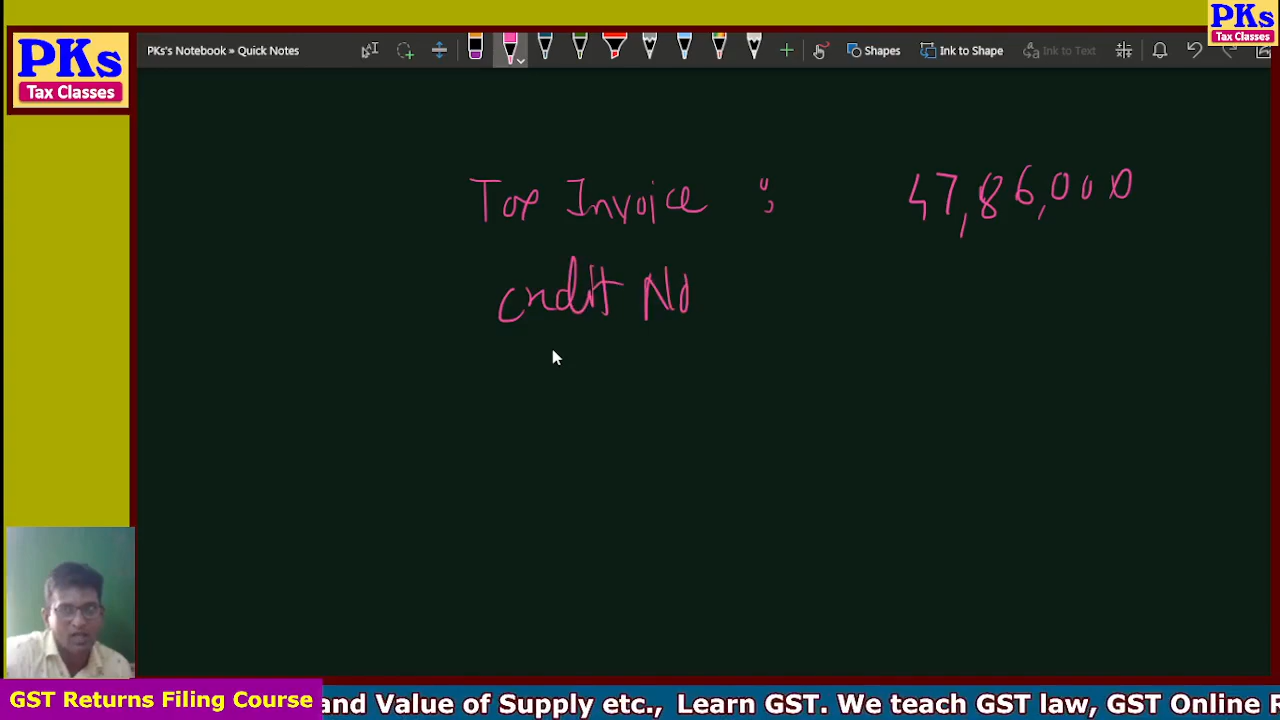 PKs
Tax Classes
PKs
Tax Classes
PKs's Notebook » Quick Notes
Shapes
Ink to Shape
Ink to Text
Top Invoice : 47,86,000
Credit No
GST Returns Filing Course
and Value of Supply etc., Learn GST. We teach GST law, GST Online R